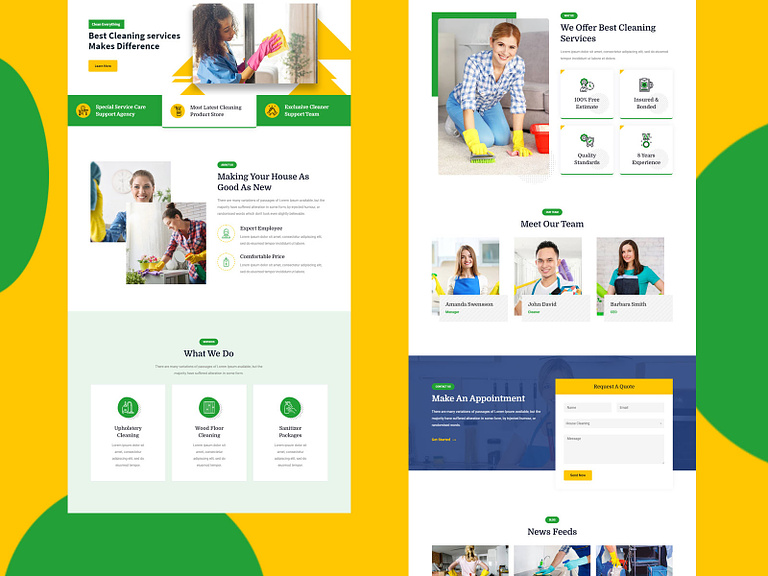 Clean Everything
Best Cleaning services
Makes Difference
Learn More
Special Service Care
Support Agency
Most Latest Cleaning
Product Store
Exclusive Cleaner
Support Team
ABOUT US
Making Your House As
Good As New
There are many variations of passages of Lorem Ipsum available, but the
majority have suffered alteration in some form, by injected humour, or
randomised words which don't look even slightly believable.
Expert Employee
Lorem ipsum dolor sit amet, consectetur adipiscing elit,
sed do eiusmod incididunt ut labore.
Comfortable Price
Lorem ipsum dolor sit amet, consectetur adipiscing elit,
sed do eiusmod incididunt ut labore.
SERVICES
What We Do
There are many variations of passages of Lorem Ipsum available, but the
majority have suffered alteration in some form.
Upholstery
Cleaning
Lorem ipsum dolor sit
amet, consectetur
adipiscing elit, sed do
eiusmod.
Wood Floor
Cleaning
Lorem ipsum dolor sit
amet, consectetur
adipiscing elit, sed do
eiusmod.
Sanitizer
Packages
Lorem ipsum dolor sit
amet, consectetur
adipiscing elit, sed do
eiusmod.
We Offer Best Cleaning
Services
Lorem ipsum dolor sit amet, consectetur adipiscing elit, sed do eiusmod
tempor incididunt ut labore.
100% Free
Estimate
Insured &
Bonded
Quality
Standards
8 Years
Experience
OUR TEAM
Meet Our Team
Amanda Swensson
Manager
John David
Cleaner
Barbara Smith
CEO
CONTACT US
Make An Appointment
There are many variations of passages of Lorem Ipsum available, but the
majority have suffered alteration in some form, by injected humour, or
randomised words.
Get Started
Request A Quote
Name
Email
House Cleaning
Message
Send Now
BLOG
News Feeds